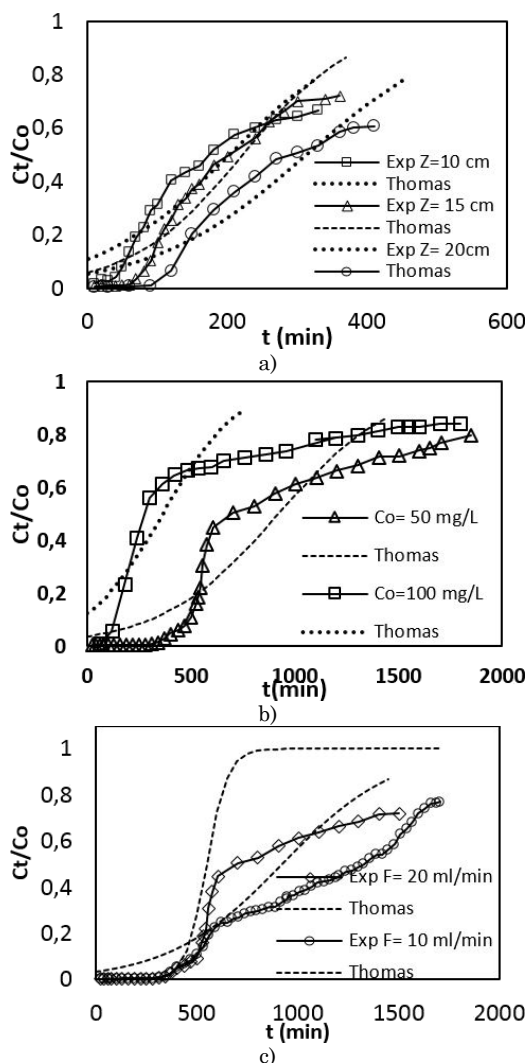 1
0,8
0,6
0,4
0,2
0
Ct/Co
Exp Z=10 cm
Thomas
Exp Z= 15 cm
Thomas
Exp Z= 20cm
Thomas
0 200 400 600
t (min)
a)
1
0,8
0,6
0,4
0,2
0
Ct/Co
Co= 50 mg/L
Thomas
Co=100 mg/L
Thomas
0 500 1000 1500 2000
t(min)
b)
1
0,8
0,6
0,4
0,2
0
Ct/Co
Exp F= 20 ml/min
Thomas
Exp F= 10 ml/min
Thomas
0 500 1000 1500 2000
t (min)
c)